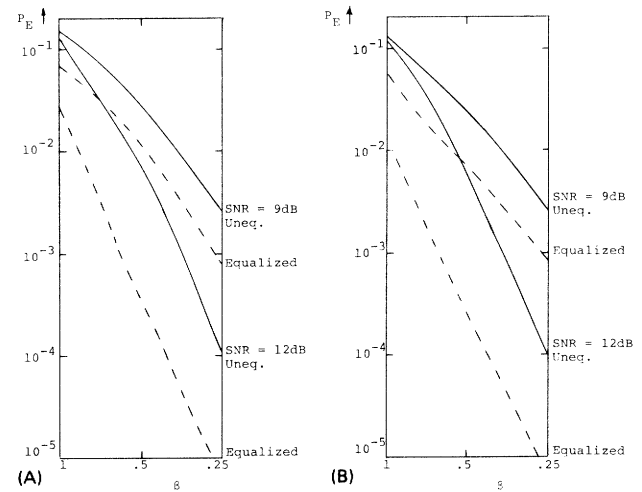 P_E ↑
10^-1
10^-2
10^-3
10^-4
10^-5
SNR = 9dB
Uneq.
Equalized
SNR = 12dB
Uneq.
Equalized
1 .5 .25
β
(A)
P_E ↑
10^-1
10^-2
10^-3
10^-4
10^-5
SNR = 9dB
Uneq.
Equalized
SNR = 12dB
Uneq.
Equalized
1 .5 .25
β
(B)